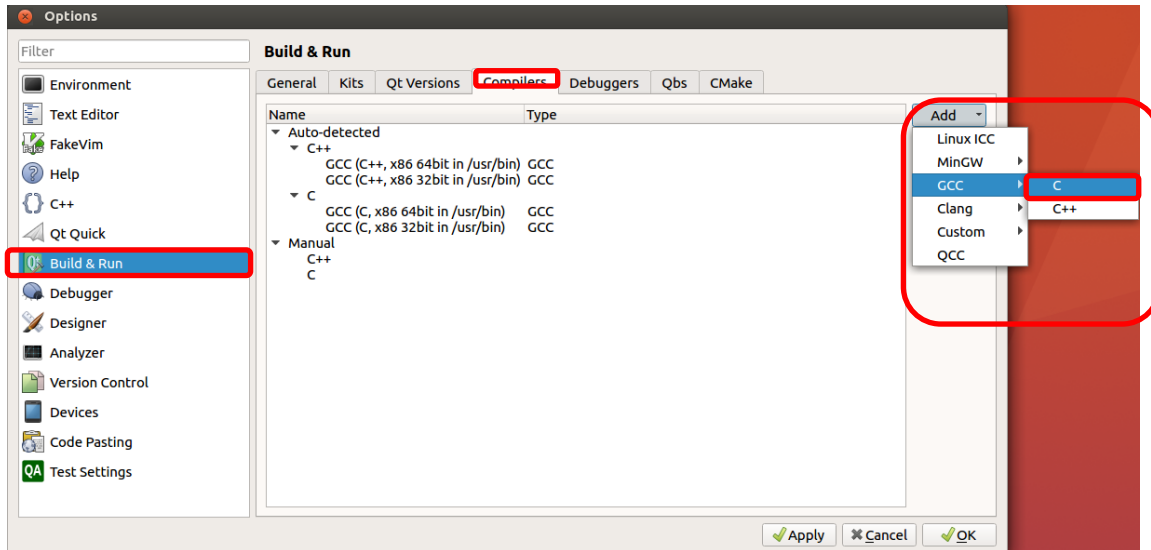 Options
Filter
Environment
Text Editor
FakeVim
Help
C++
Qt Quick
Build & Run
Debugger
Designer
Analyzer
Version Control
Devices
Code Pasting
QA Test Settings
Build & Run
General Kits Qt Versions Compilers Debuggers Qbs CMake
Name Type
Auto-detected
C++
GCC (C++, x86 64bit in /usr/bin) GCC
GCC (C++, x86 32bit in /usr/bin) GCC
C
GCC (C, x86 64bit in /usr/bin) GCC
GCC (C, x86 32bit in /usr/bin) GCC
Manual
C++
C
Add
Linux ICC
MinGW
GCC
Clang
Custom
QCC
C
C++
Apply Cancel OK